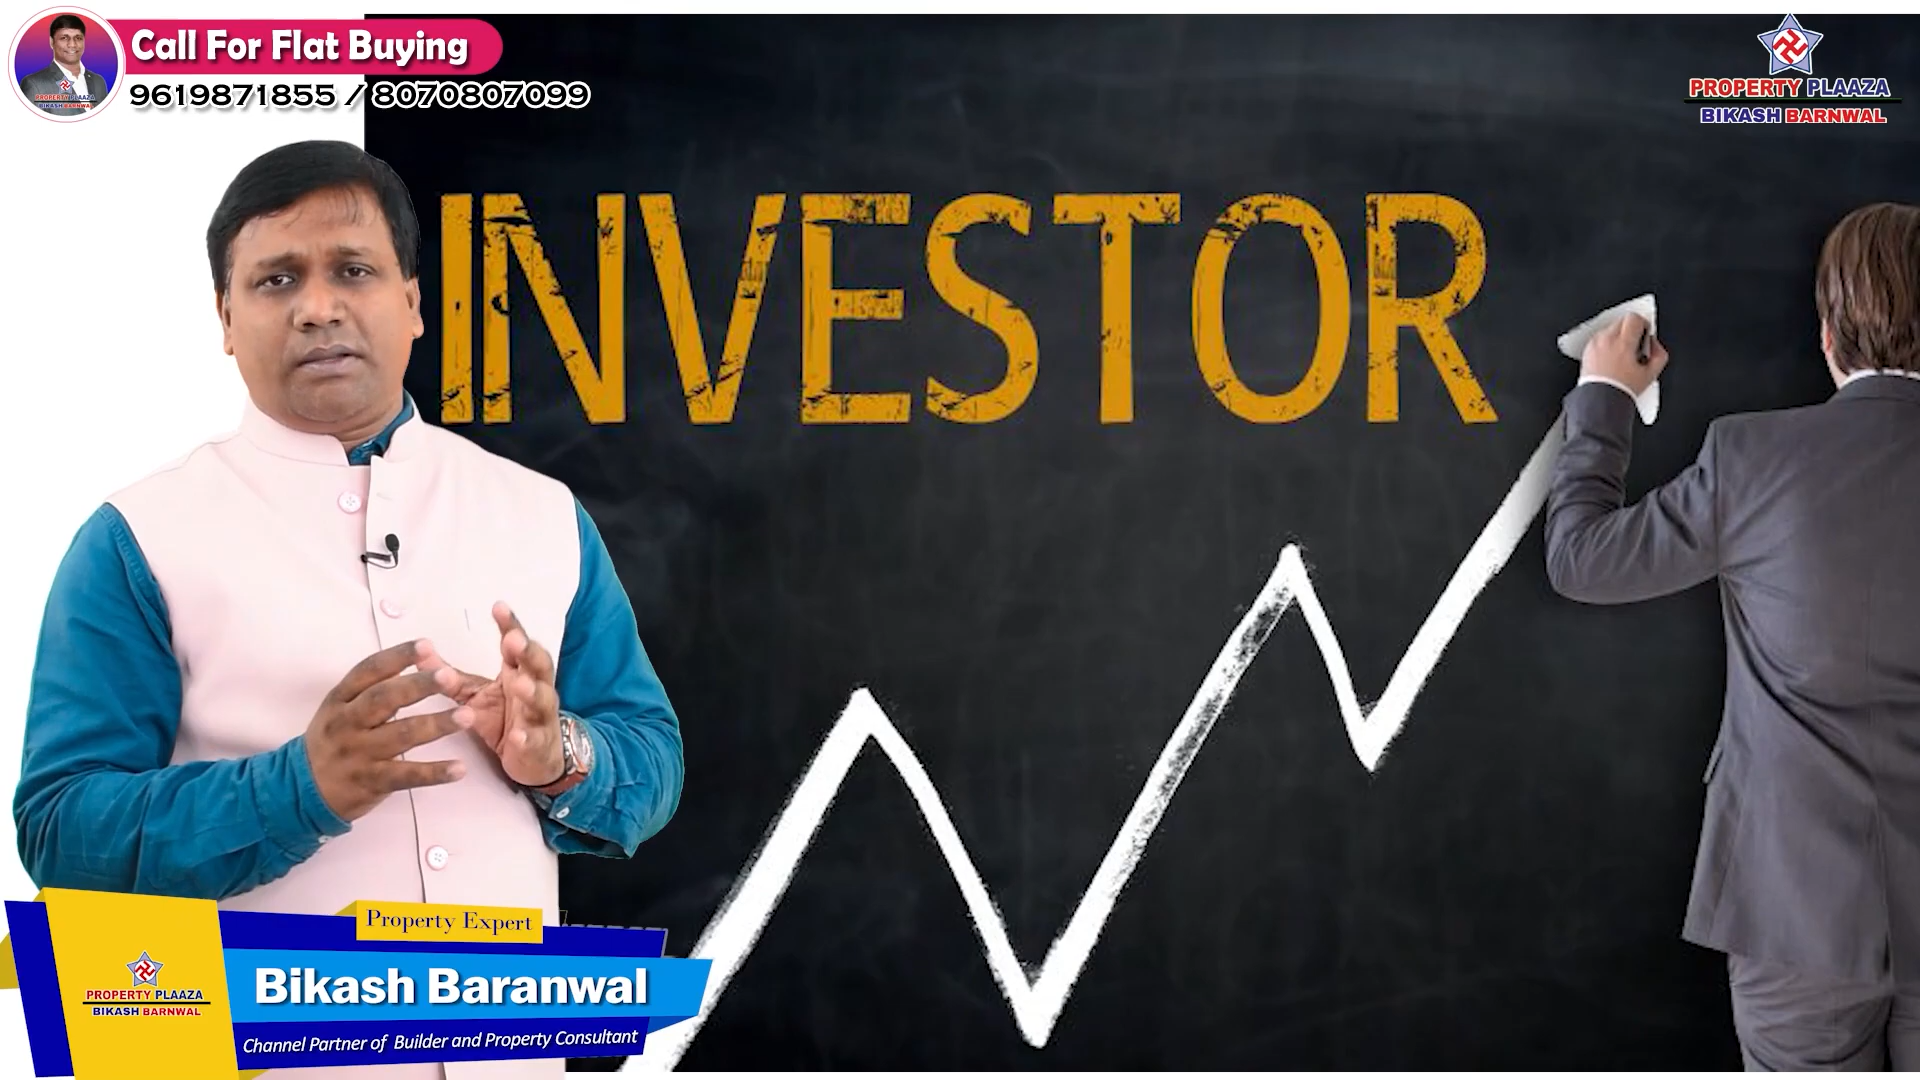 Call For Flat Buying
9619871855 / 8070807099
PROPERTY PLAAZA
BIKASH BARNWAL
INVESTOR
Property Expert
Bikash Baranwal
Channel Partner of Builder and Property Consultant
PROPERTY PLAAZA
BIKASH BARNWAL